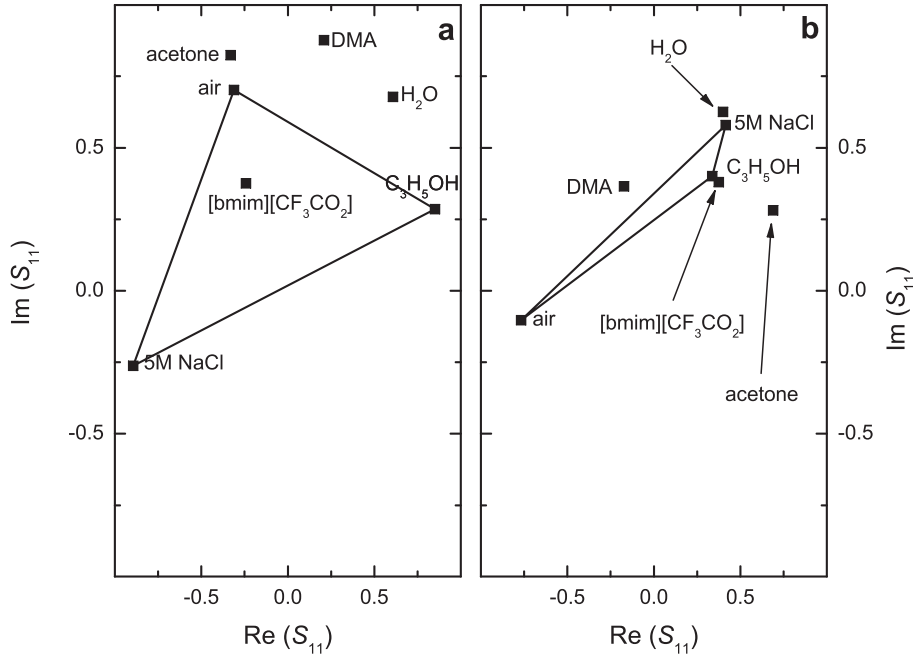 a
acetone
DMA
air
H₂O
0.5
C₃H₅OH
[bmim][CF₃CO₂]
0.0
5M NaCl
-0.5
-0.5
0.0
0.5
Re (S₁₁)
Im (S₁₁)
b
H₂O
5M NaCl
0.5
C₃H₅OH
DMA
air
[bmim][CF₃CO₂]
0.0
acetone
-0.5
-0.5
0.0
0.5
Re (S₁₁)
Im (S₁₁)